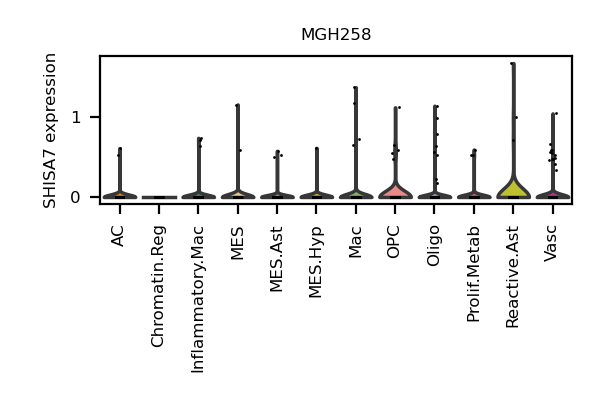 MGH258
SHISA7 expression
1
0
AC
Chromatin.Reg
Inflammatory.Mac
MES
MES.Ast
MES.Hyp
Mac
OPC
Oligo
Prolif.Metab
Reactive.Ast
Vasc